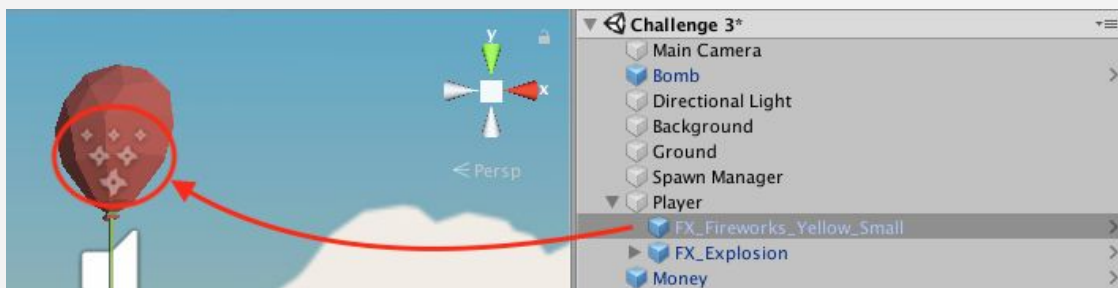 y
x
Persp
Challenge 3*
Main Camera
Bomb
Directional Light
Background
Ground
Spawn Manager
Player
FX_Fireworks_Yellow_Small
FX_Explosion
Money